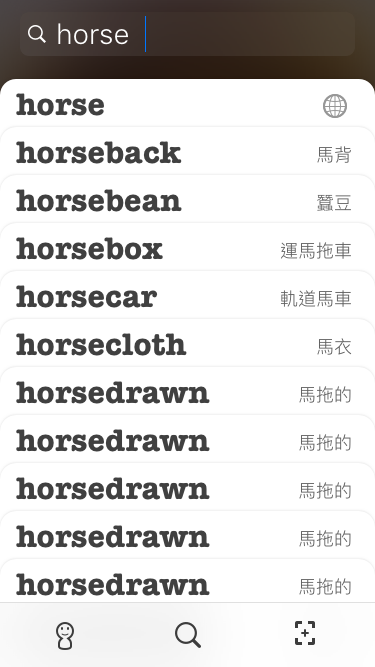 horse
horse
horseback 馬背
horsebean 蠶豆
horsebox 運馬拖車
horsecar 軌道馬車
horsecloth 馬衣
horsedrawn 馬拖的
horsedrawn 馬拖的
horsedrawn 馬拖的
horsedrawn 馬拖的
horsedrawn 馬拖的